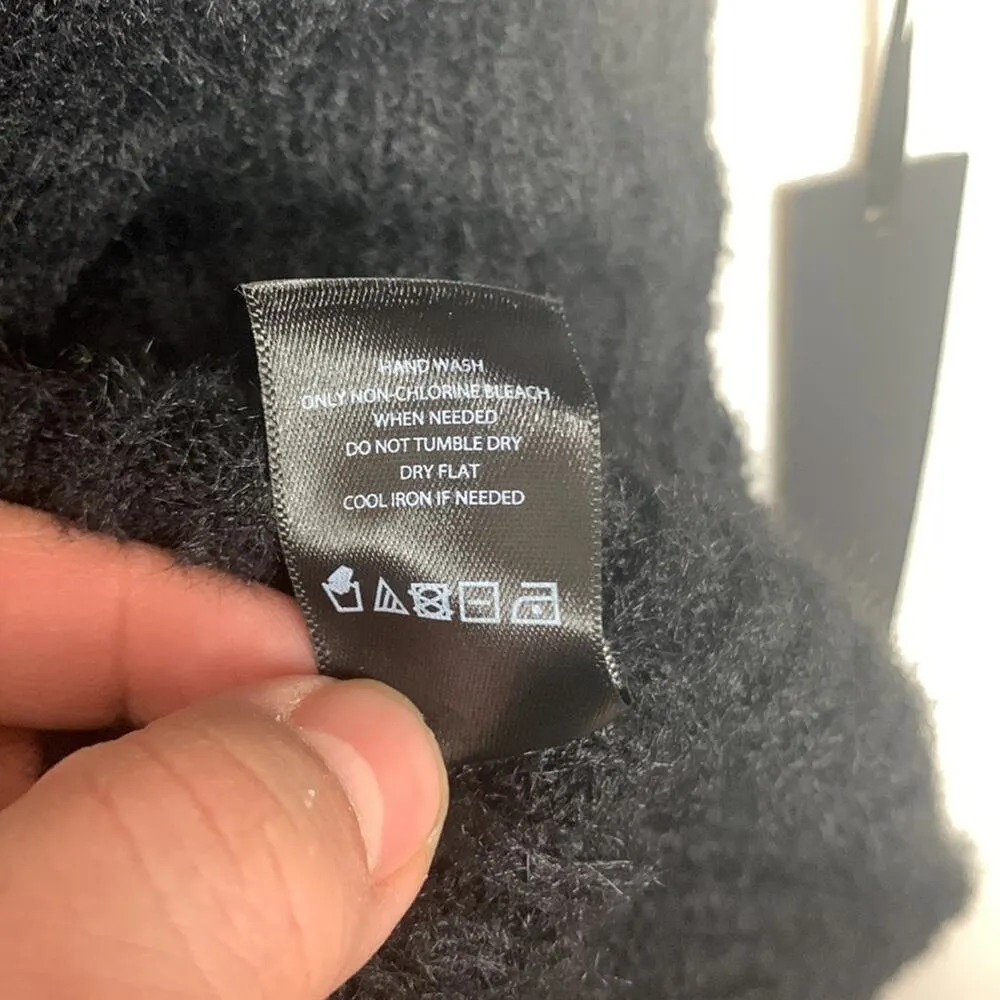 HAND WASH
ONLY NON-CHLORINE BLEACH
WHEN NEEDED
DO NOT TUMBLE DRY
DRY FLAT
COOL IRON IF NEEDED